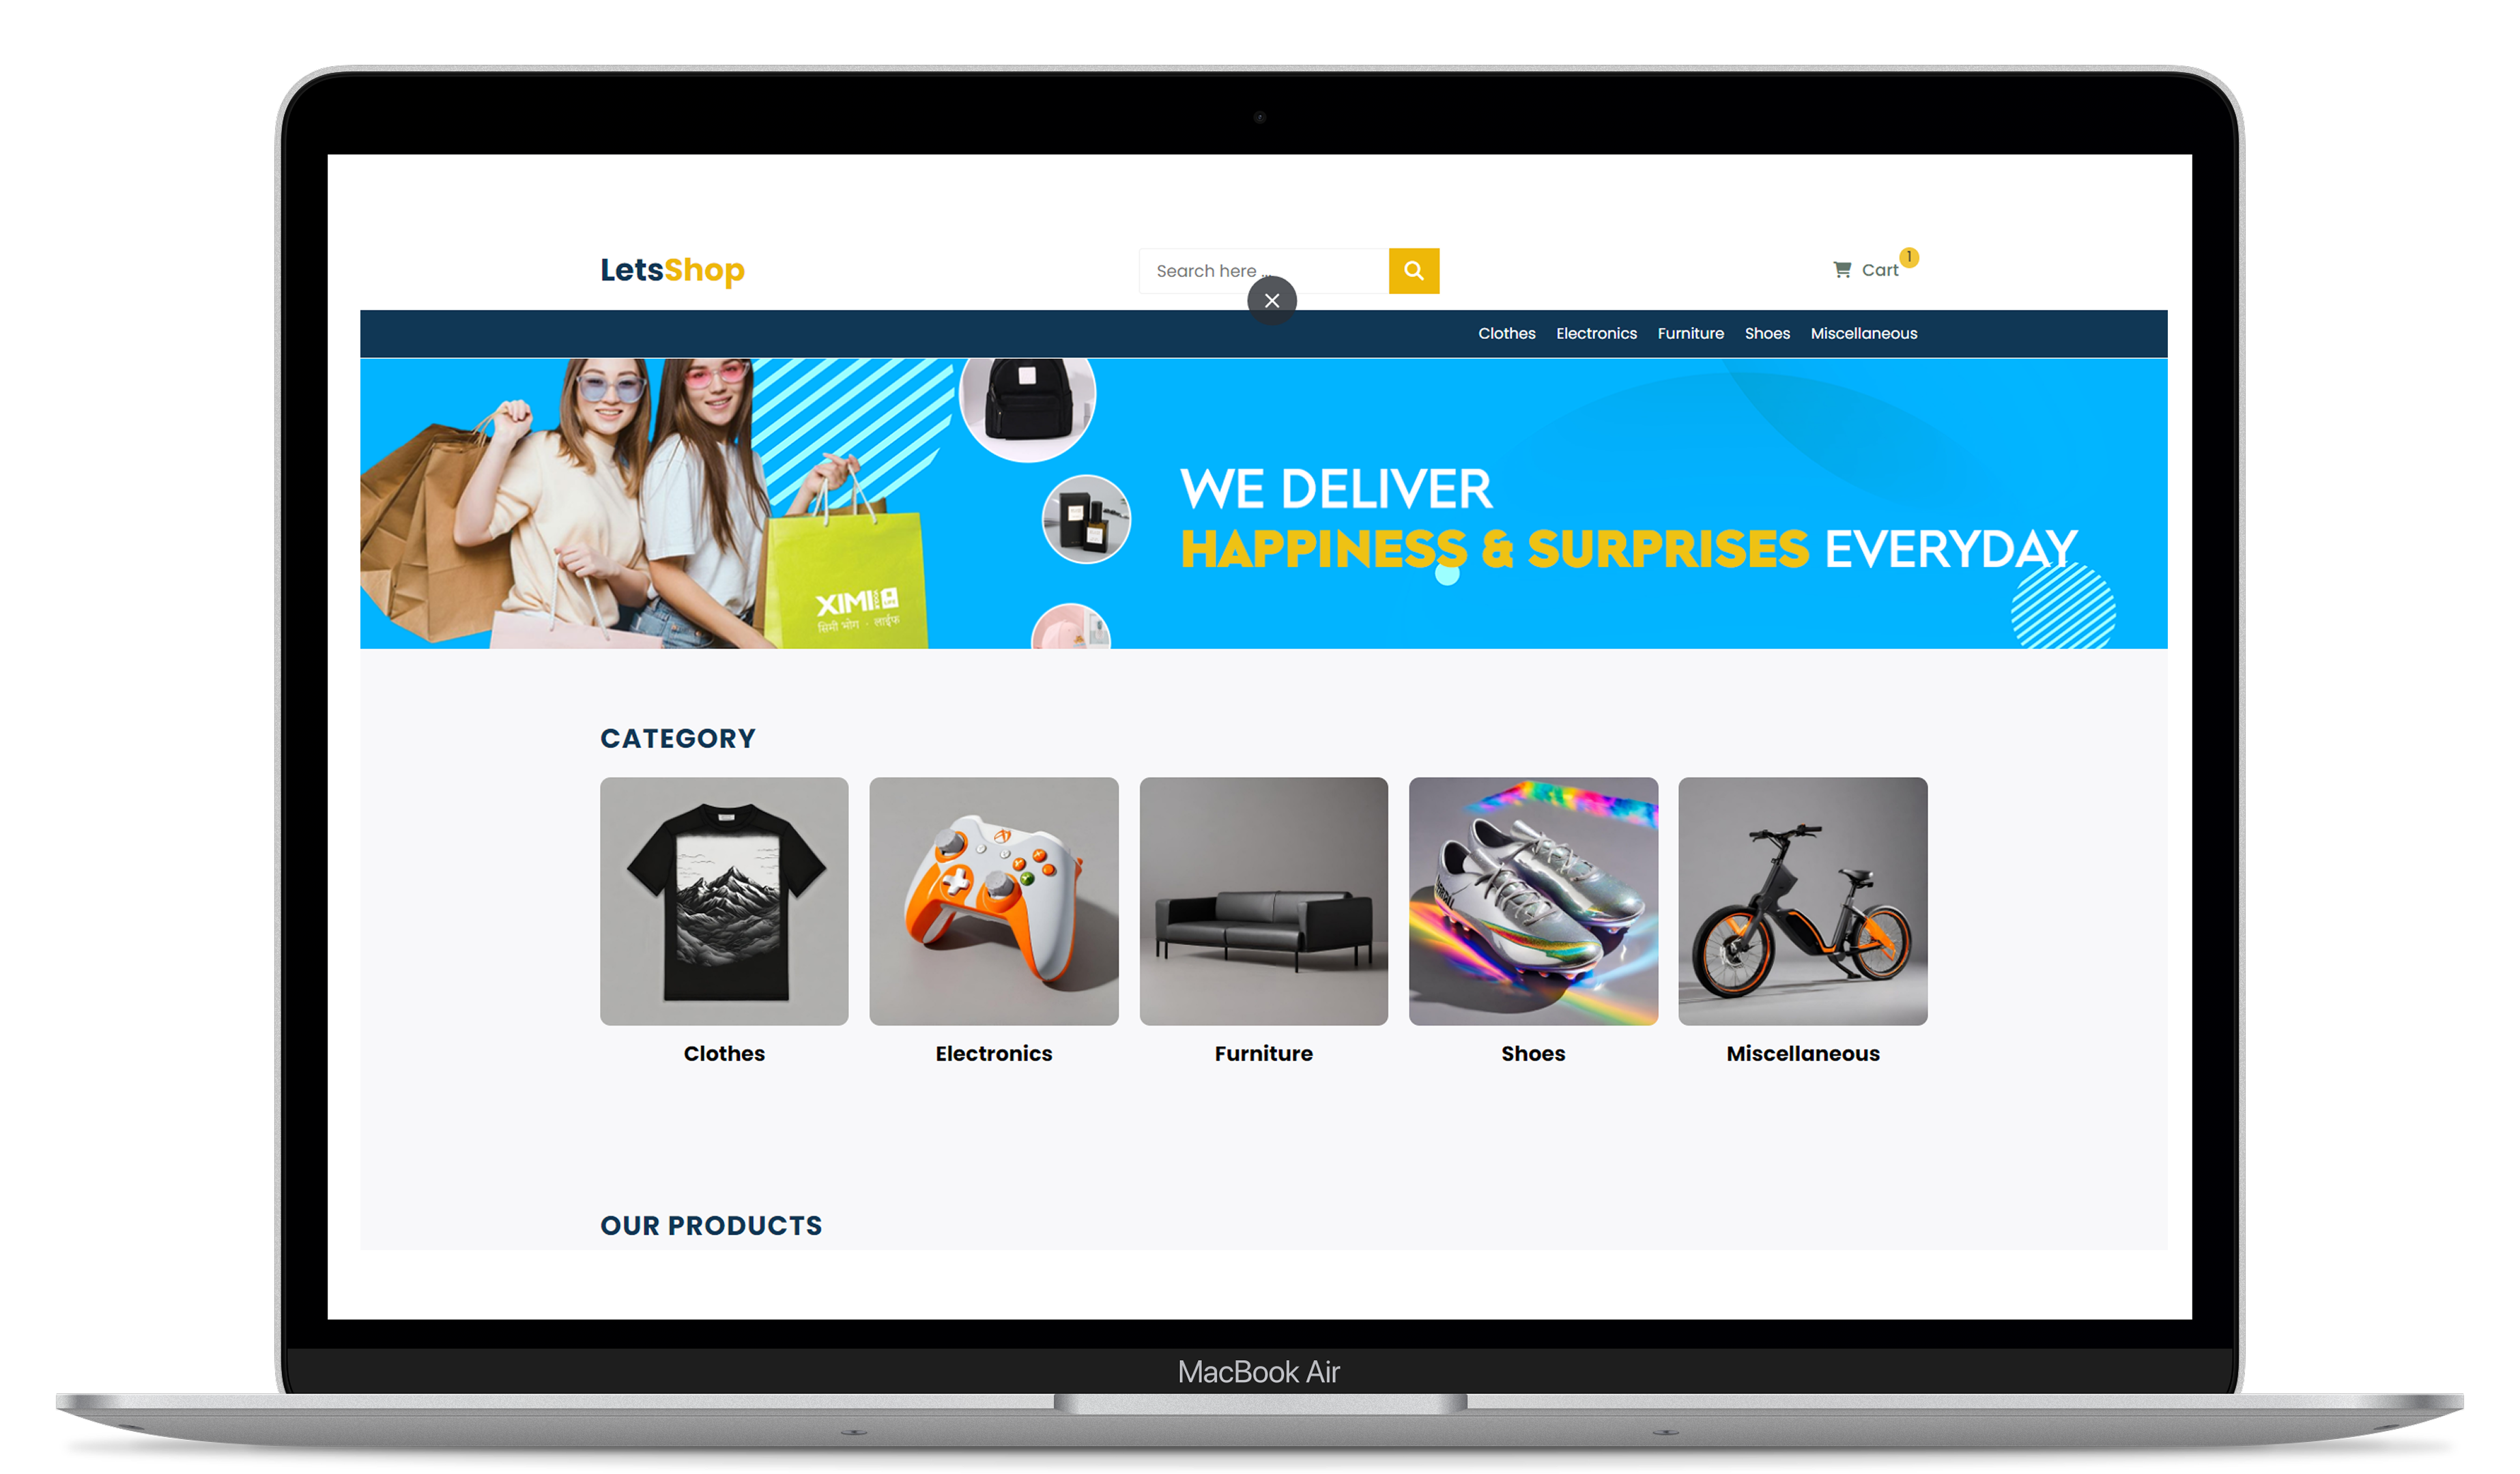 LetsShop
Search here ...
Cart
1
Clothes
Electronics
Furniture
Shoes
Miscellaneous
WE DELIVER
HAPPINESS & SURPRISES EVERYDAY
XIMI
सिमी भोग · लाईफ
CATEGORY
Clothes
Electronics
Furniture
Shoes
Miscellaneous
OUR PRODUCTS
MacBook Air